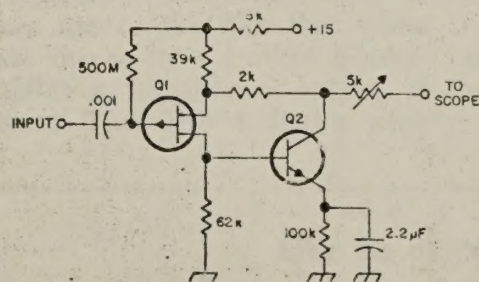 +15
39k
500M
Q1
2k
5k
TO
SCOPE
.001
INPUT
Q2
62k
100k
2.2µF